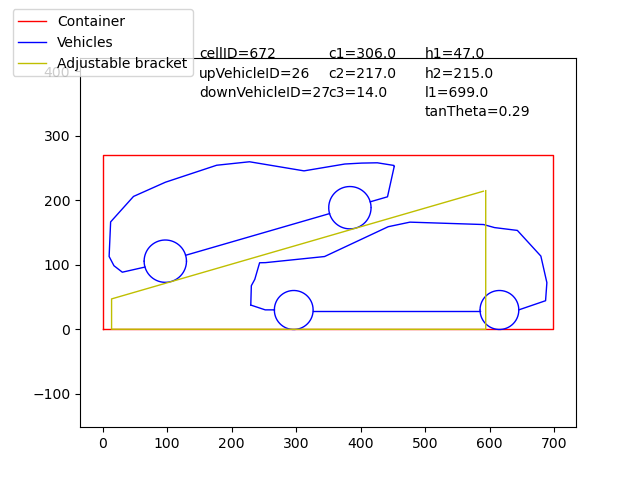 Container
Vehicles
Adjustable bracket
cellID=672 c1=306.0 h1=47.0
upVehicleID=26 c2=217.0 h2=215.0
downVehicleID=27 c3=14.0 l1=699.0
tanTheta=0.29
400
300
200
100
0
−100
0 100 200 300 400 500 600 700